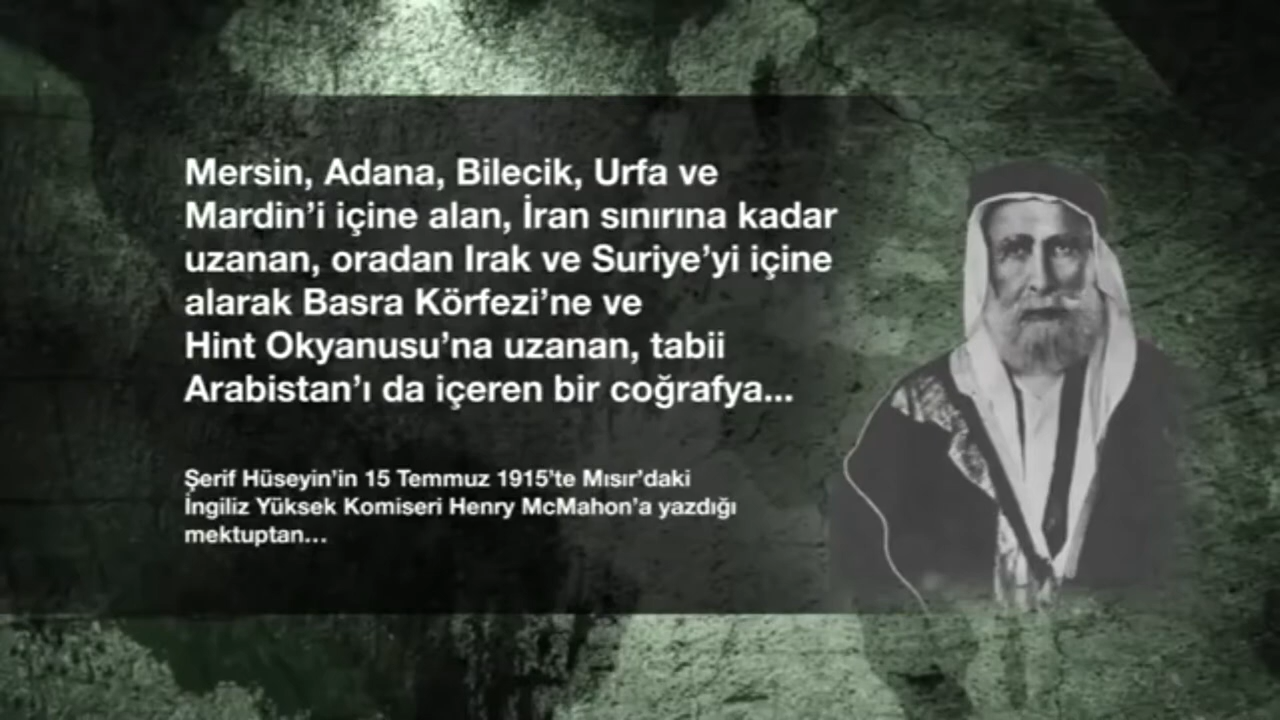 Mersin, Adana, Bilecik, Urfa ve
Mardin’i içine alan, İran sınırına kadar
uzanan, oradan Irak ve Suriye’yi içine
alarak Basra Körfezi’ne ve
Hint Okyanusu’na uzanan, tabii
Arabistan’ı da içeren bir coğrafya...
Şerif Hüseyin’in 15 Temmuz 1915’te Mısır’daki
İngiliz Yüksek Komiseri Henry McMahon’a yazdığı
mektuptan...